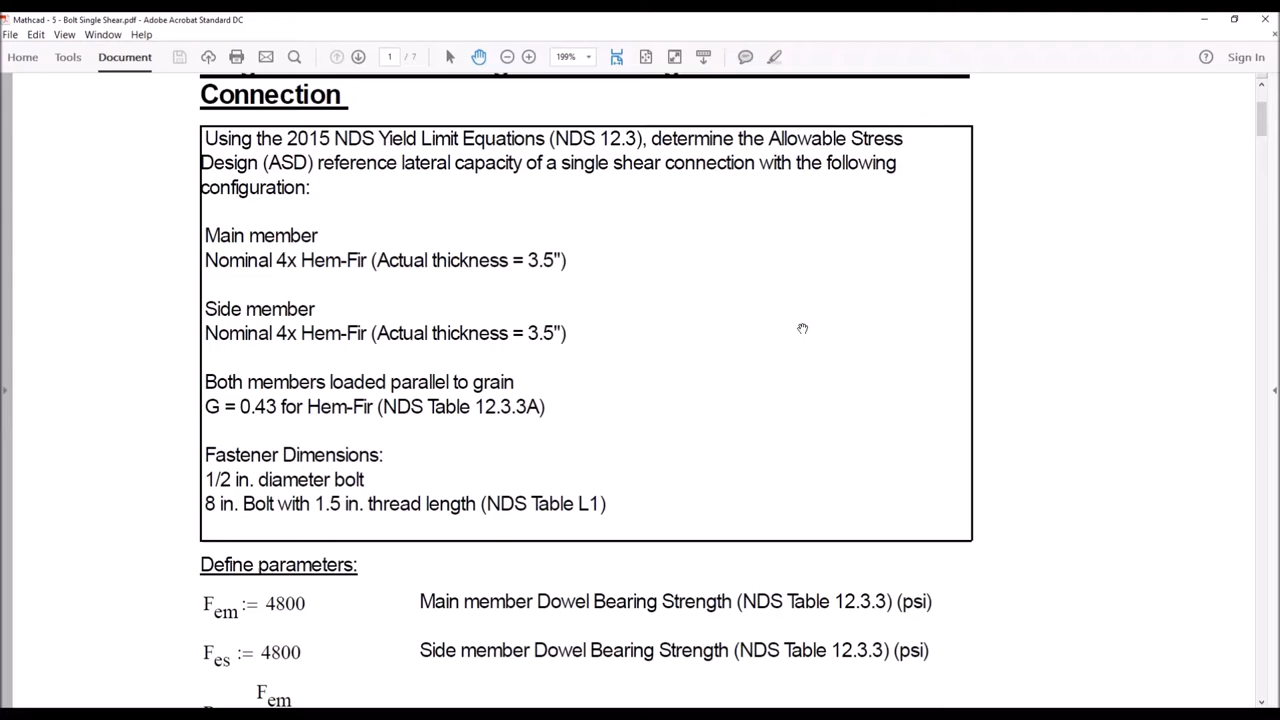 Mathcad - 5 - Bolt Single Shear.pdf - Adobe Acrobat Standard DC
File Edit View Window Help
Home Tools Document 1 / 7 199% Sign In
Connection
Using the 2015 NDS Yield Limit Equations (NDS 12.3), determine the Allowable Stress
Design (ASD) reference lateral capacity of a single shear connection with the following
configuration:
Main member
Nominal 4x Hem-Fir (Actual thickness = 3.5")
Side member
Nominal 4x Hem-Fir (Actual thickness = 3.5")
Both members loaded parallel to grain
G = 0.43 for Hem-Fir (NDS Table 12.3.3A)
Fastener Dimensions:
1/2 in. diameter bolt
8 in. Bolt with 1.5 in. thread length (NDS Table L1)
Define parameters:
Fem := 4800 Main member Dowel Bearing Strength (NDS Table 12.3.3) (psi)
Fes := 4800 Side member Dowel Bearing Strength (NDS Table 12.3.3) (psi)
Fem